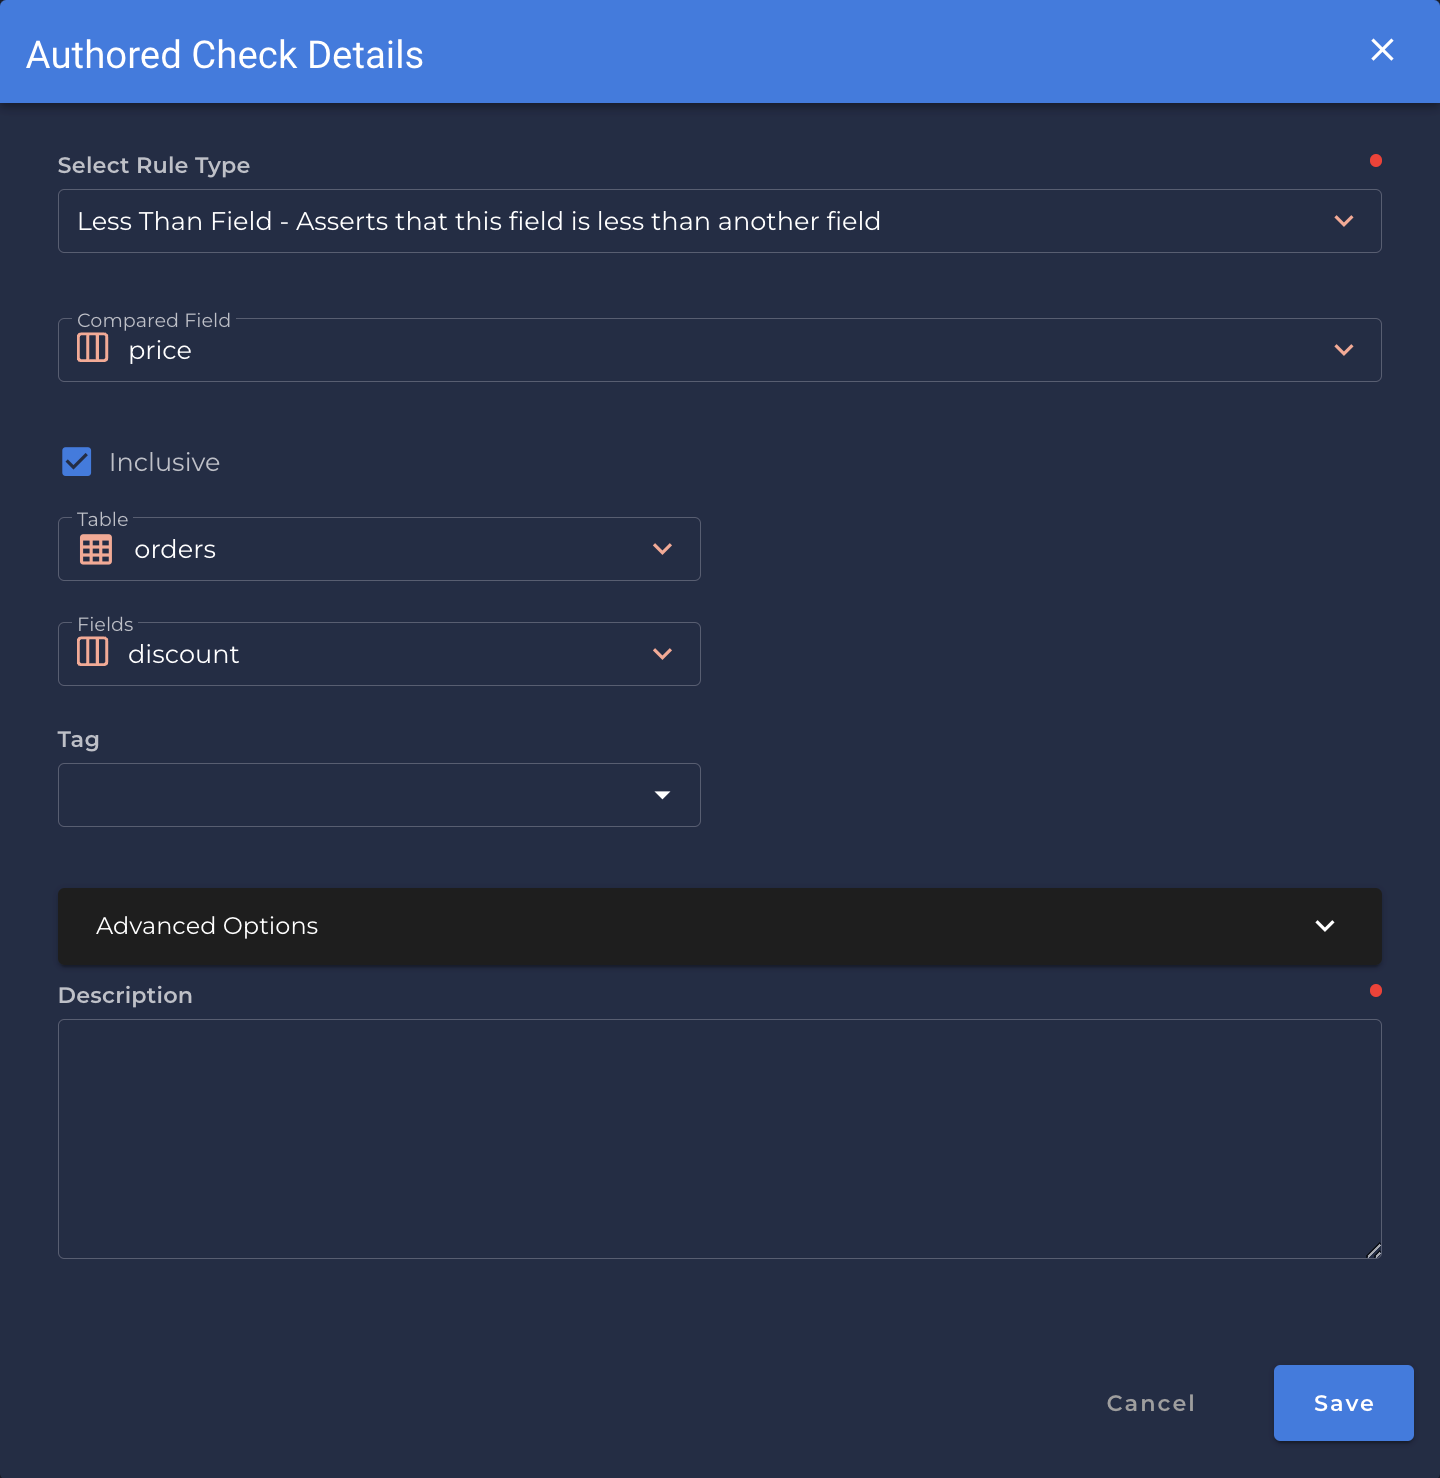 Authored Check Details
Select Rule Type
Less Than Field - Asserts that this field is less than another field
Compared Field
price
Inclusive
Table
orders
Fields
discount
Tag
Advanced Options
Description
Cancel
Save